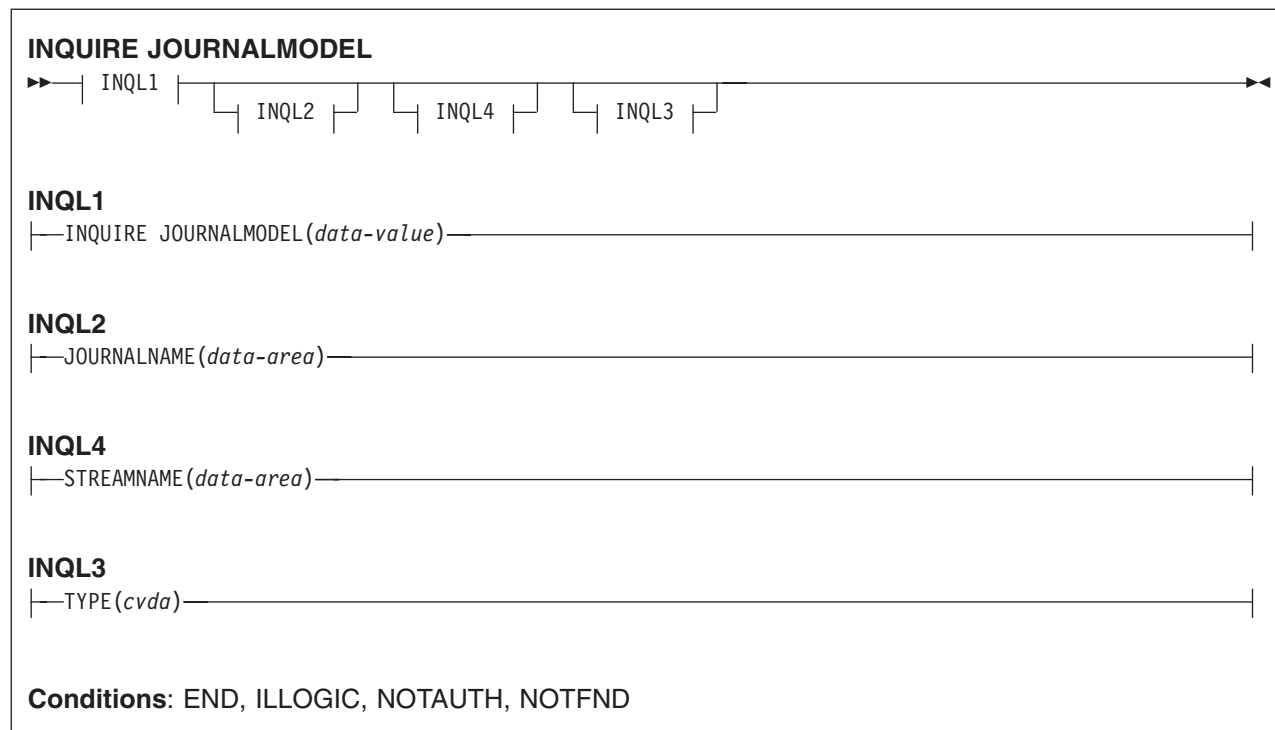 INQUIRE JOURNALMODEL
INQL1
INQL2 INQL4 INQL3
INQL1
INQUIRE JOURNALMODEL(data-value)
INQL2
JOURNALNAME(data-area)
INQL4
STREAMNAME(data-area)
INQL3
TYPE(cvda)
Conditions: END, ILLOGIC, NOTAUTH, NOTFND